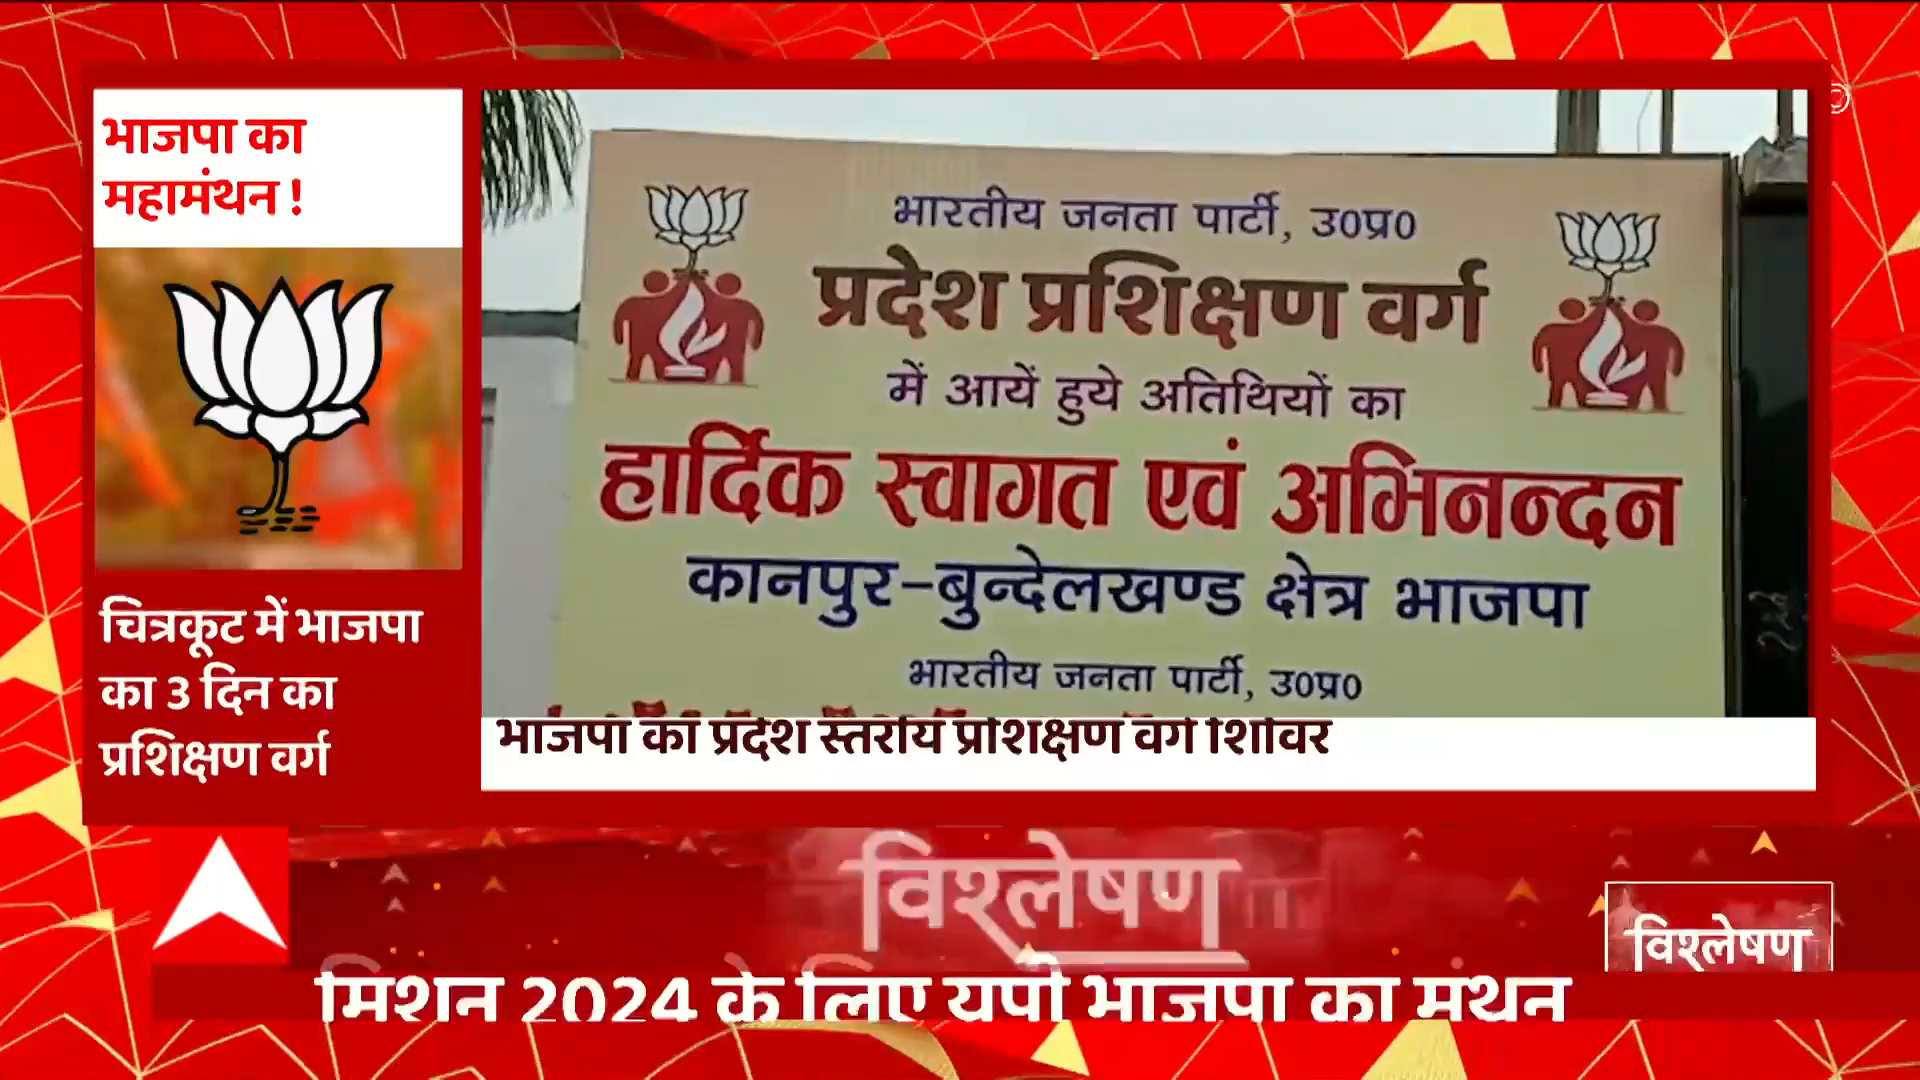 भाजपा का
महामंथन !
चित्रकूट में भाजपा
का 3 दिन का
प्रशिक्षण वर्ग
भारतीय जनता पार्टी, उ0प्र0
प्रदेश प्रशिक्षण वर्ग
में आयें हुये अतिथियों का
हार्दिक स्वागत एवं अभिनन्दन
कानपुर-बुन्देलखण्ड क्षेत्र भाजपा
भारतीय जनता पार्टी, उ0प्र0
भाजपा का प्रदेश स्तरीय प्रशिक्षण वर्ग शिविर
विश्लेषण
विश्लेषण
मिशन 2024 के लिए यूपी भाजपा का मंथन